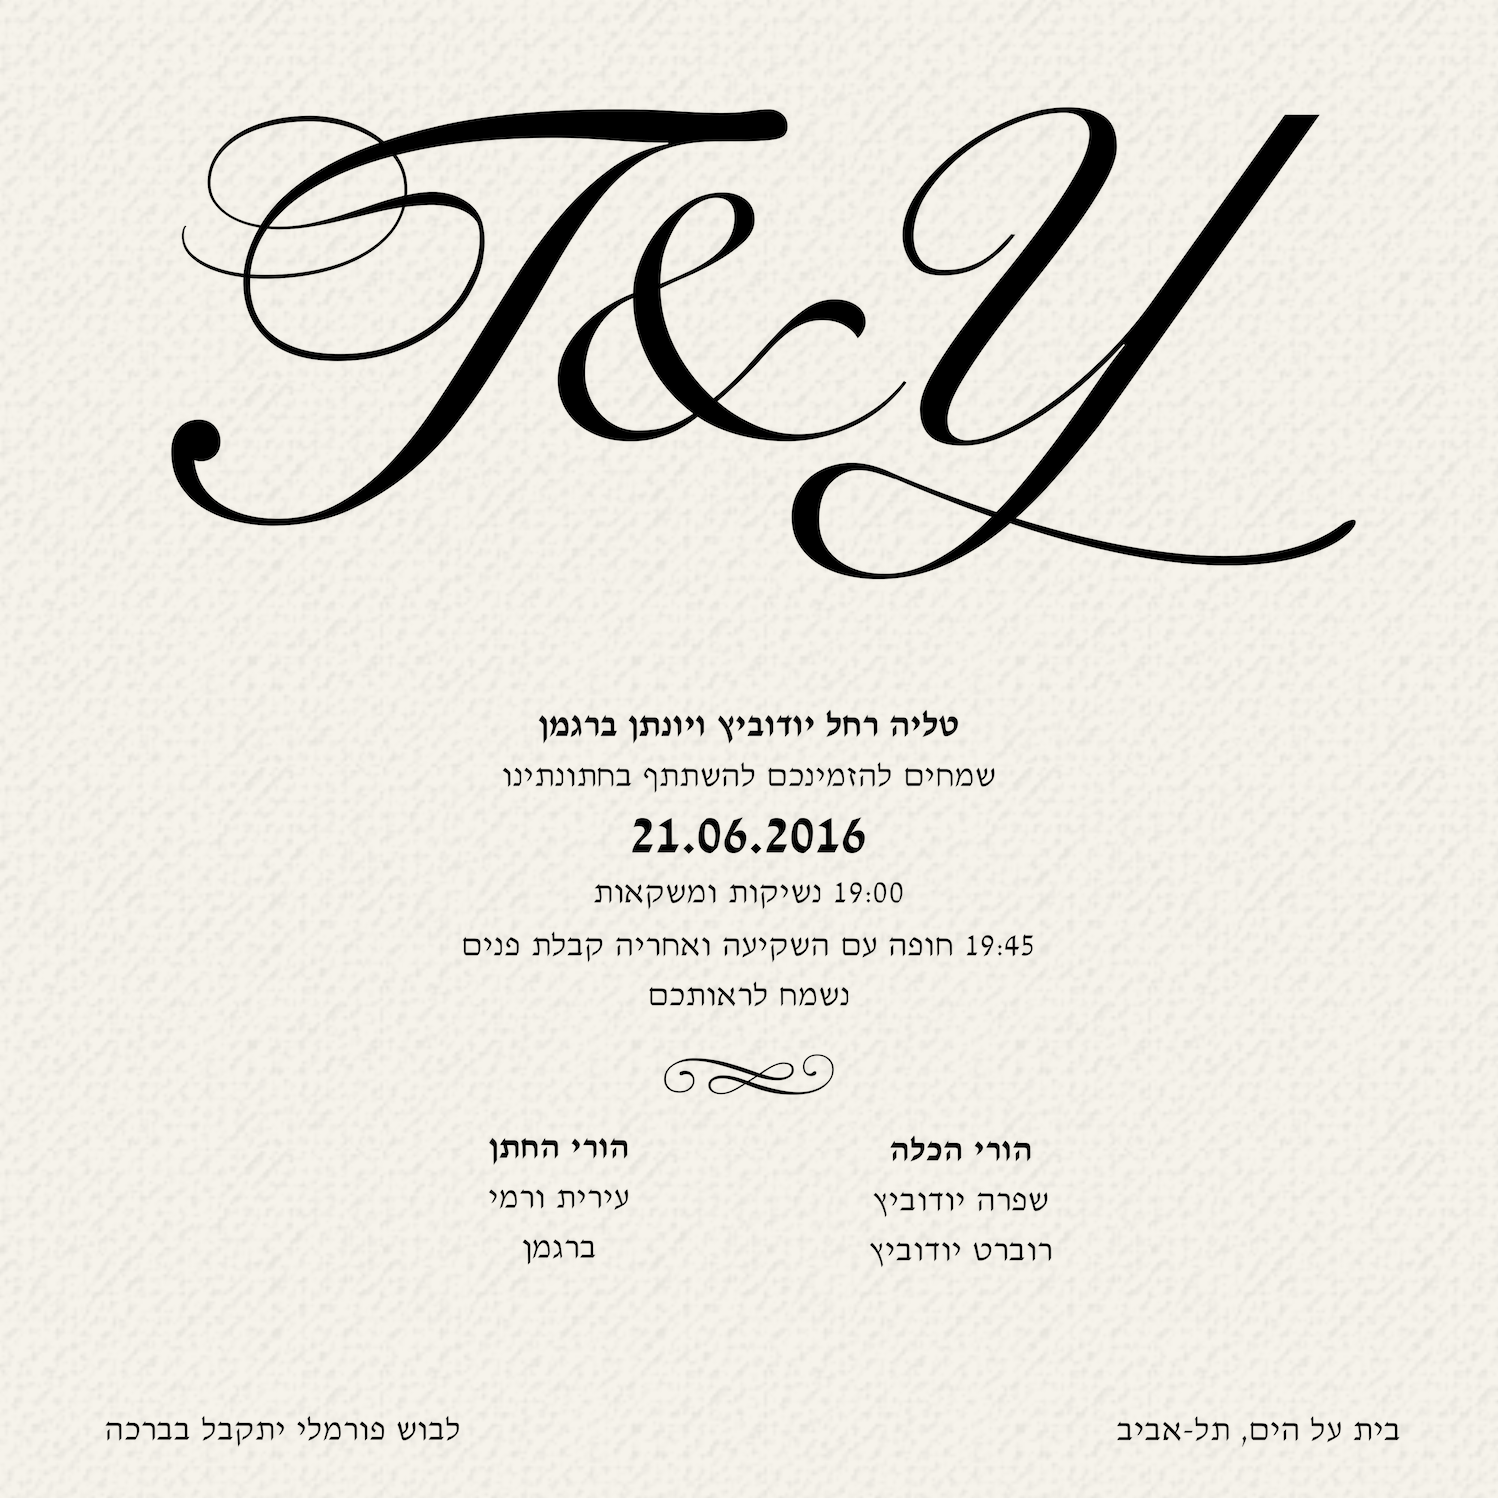 T&Y
טליה רחל יודוביץ ויונתן ברגמן
שמחים להזמינכם להשתתף בחתונתינו
21.06.2016
19:00 נשיקות ומשקאות
19:45 חופה עם השקיעה ואחריה קבלת פנים
נשמח לראותכם
הורי הכלה
שפרה יודוביץ
רוברט יודוביץ
הורי החתן
עירית ורמי
ברגמן
בית על הים, תל-אביב
לבוש פורמלי יתקבל בברכה